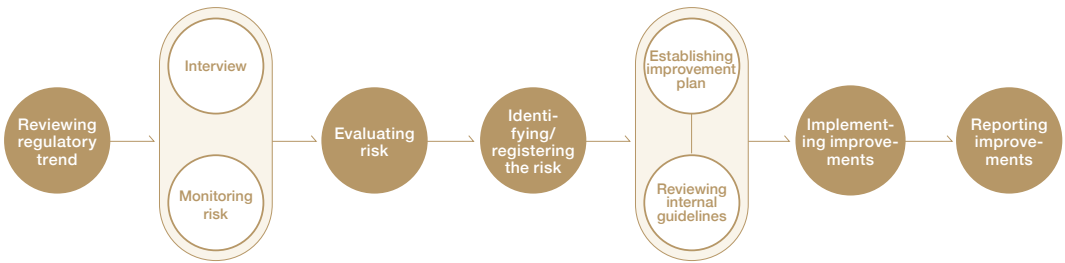 Reviewing
regulatory
trend
Interview
Monitoring
risk
Evaluating
risk
Identi-
fying/
registering
the risk
Establishing
improvement
plan
Reviewing
internal
guidelines
Implement-
ing improve-
ments
Reporting
improve-
ments